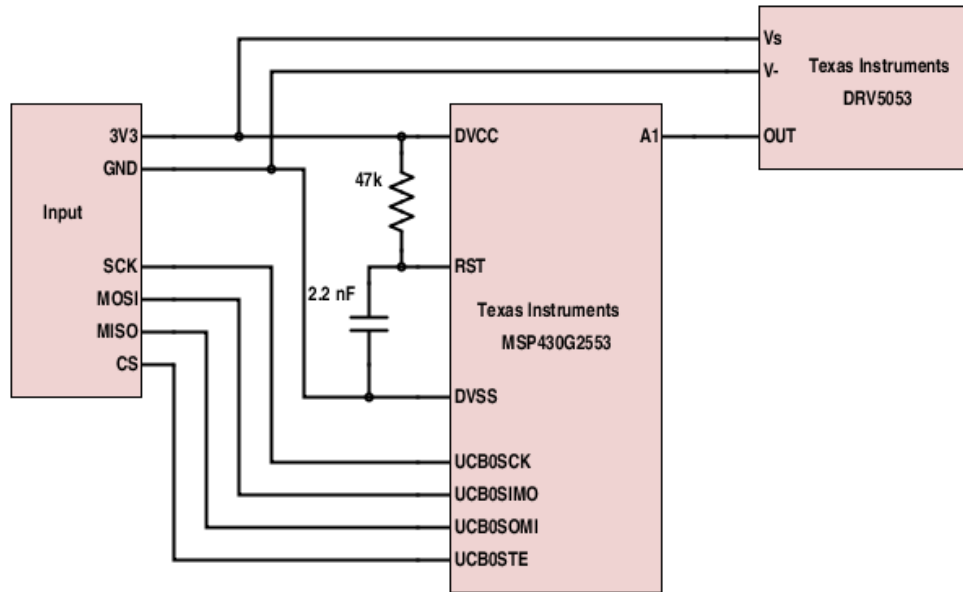 Vs
V-
Texas Instruments
DRV5053
OUT
3V3
GND
Input
SCK
MOSI
MISO
CS
47k
2.2 nF
DVCC
A1
RST
Texas Instruments
MSP430G2553
DVSS
UCB0SCK
UCB0SIMO
UCB0SOMI
UCB0STE